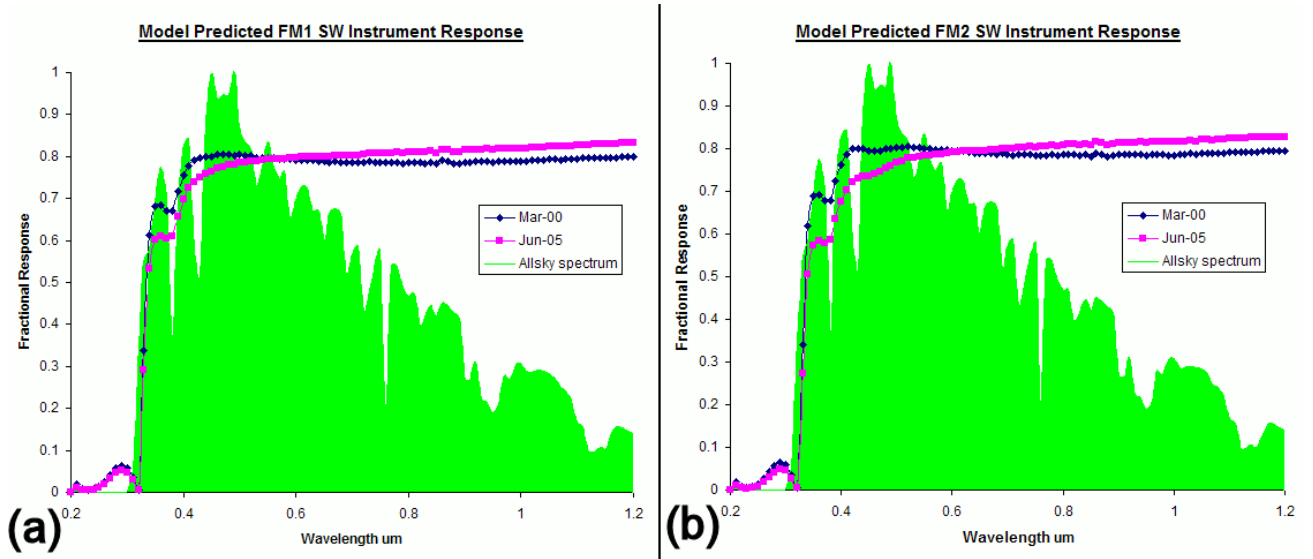 Model Predicted FM1 SW Instrument Response
Fractional Response
1
0.9
0.8
0.7
0.6
0.5
0.4
0.3
0.2
0.1
0
0.2 0.4 0.6 0.8 1 1.2
Wavelength um
Mar-00
Jun-05
Allsky spectrum
(a)
Model Predicted FM2 SW Instrument Response
Fractional Response
1
0.9
0.8
0.7
0.6
0.5
0.4
0.3
0.2
0.1
0
0.2 0.4 0.6 0.8 1 1.2
Wavelength um
Mar-00
Jun-05
Allsky spectrum
(b)